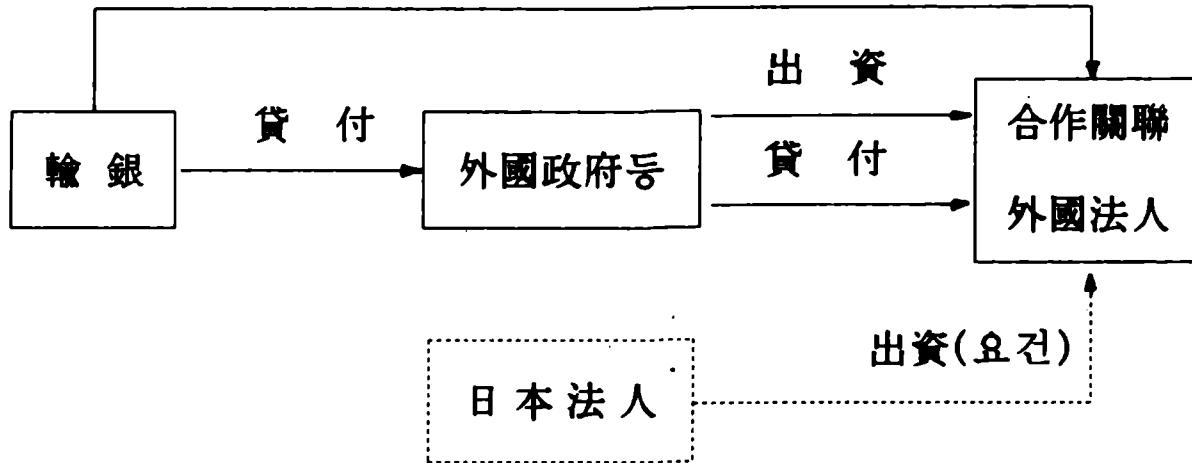 出 資
貸 付
輸 銀
外國政府등
貸 付
合作關聯
外國法人
出資(요건)
日本法人